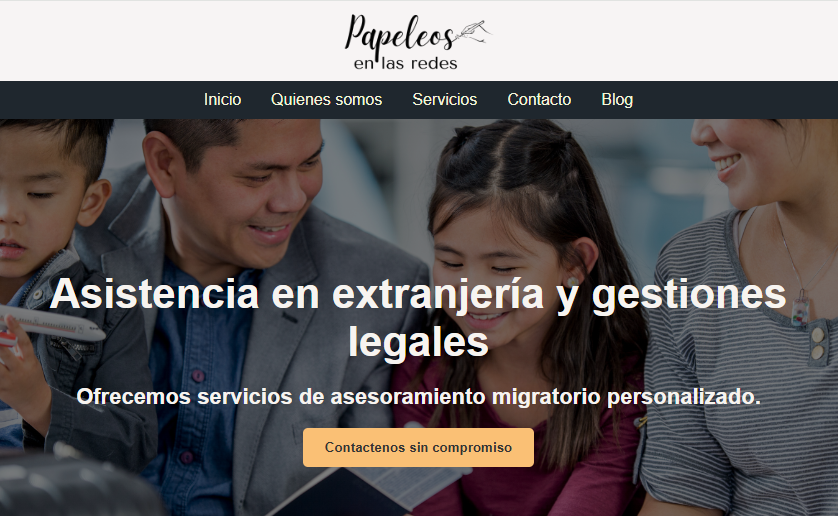 Papeleos
en las redes
Inicio Quienes somos Servicios Contacto Blog
Asistencia en extranjería y gestiones
legales
Ofrecemos servicios de asesoramiento migratorio personalizado.
Contactenos sin compromiso